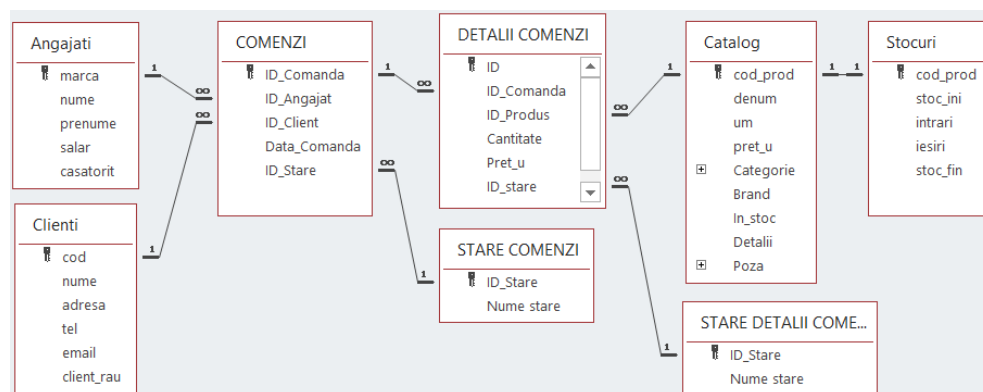 Angajati
marca
nume
prenume
salar
casatorit
COMENZI
ID_Comanda
ID_Angajat
ID_Client
Data_Comanda
ID_Stare
DETALII COMENZI
ID
ID_Comanda
ID_Produs
Cantitate
Pret_u
ID_stare
Catalog
cod_prod
denum
um
pret_u
Categorie
Brand
In_stoc
Detalii
Poza
Stocuri
cod_prod
stoc_ini
intrari
iesiri
stoc_fin
Clienti
cod
nume
adresa
tel
email
client_rau
STARE COMENZI
ID_Stare
Nume stare
STARE DETALII COME...
ID_Stare
Nume stare
1
∞
∞
1
1
∞
∞
1
∞
1
∞
1
1
1